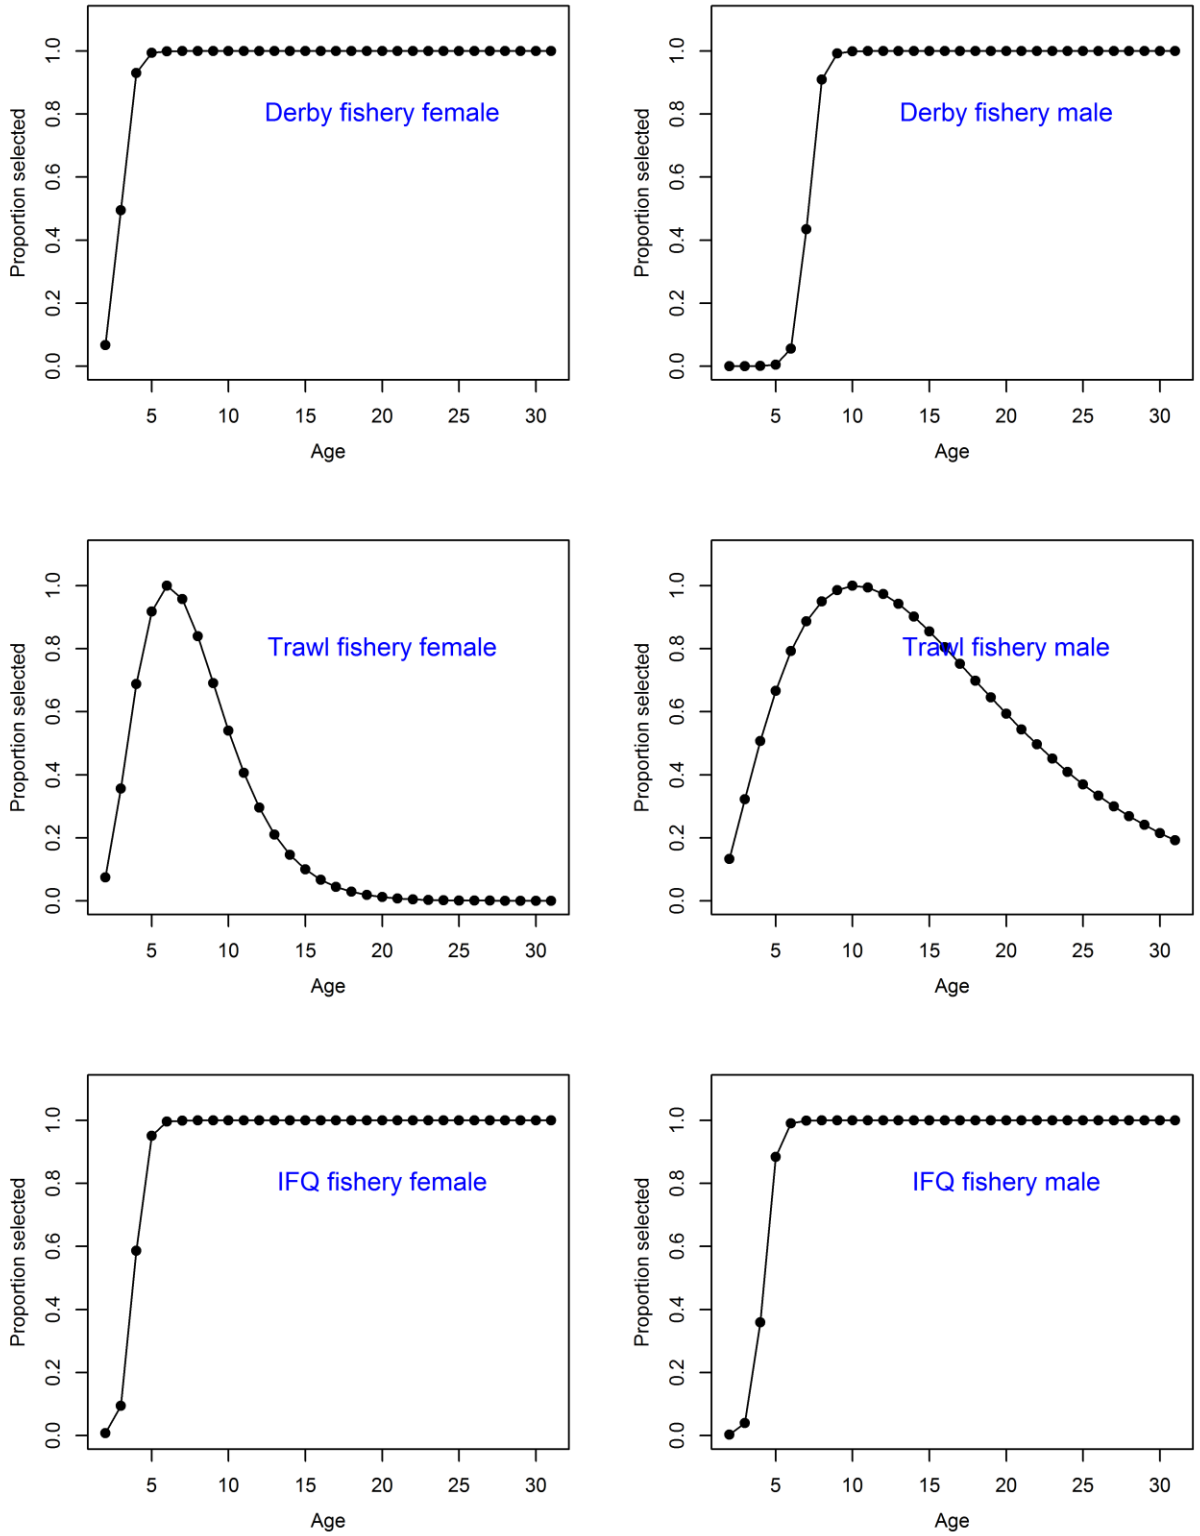 Derby fishery female
Proportion selected
0.0 0.2 0.4 0.6 0.8 1.0
5 10 15 20 25 30
Age
Derby fishery male
Proportion selected
0.0 0.2 0.4 0.6 0.8 1.0
5 10 15 20 25 30
Age
Trawl fishery female
Proportion selected
0.0 0.2 0.4 0.6 0.8 1.0
5 10 15 20 25 30
Age
Trawl fishery male
Proportion selected
0.0 0.2 0.4 0.6 0.8 1.0
5 10 15 20 25 30
Age
IFQ fishery female
Proportion selected
0.0 0.2 0.4 0.6 0.8 1.0
5 10 15 20 25 30
Age
IFQ fishery male
Proportion selected
0.0 0.2 0.4 0.6 0.8 1.0
5 10 15 20 25 30
Age